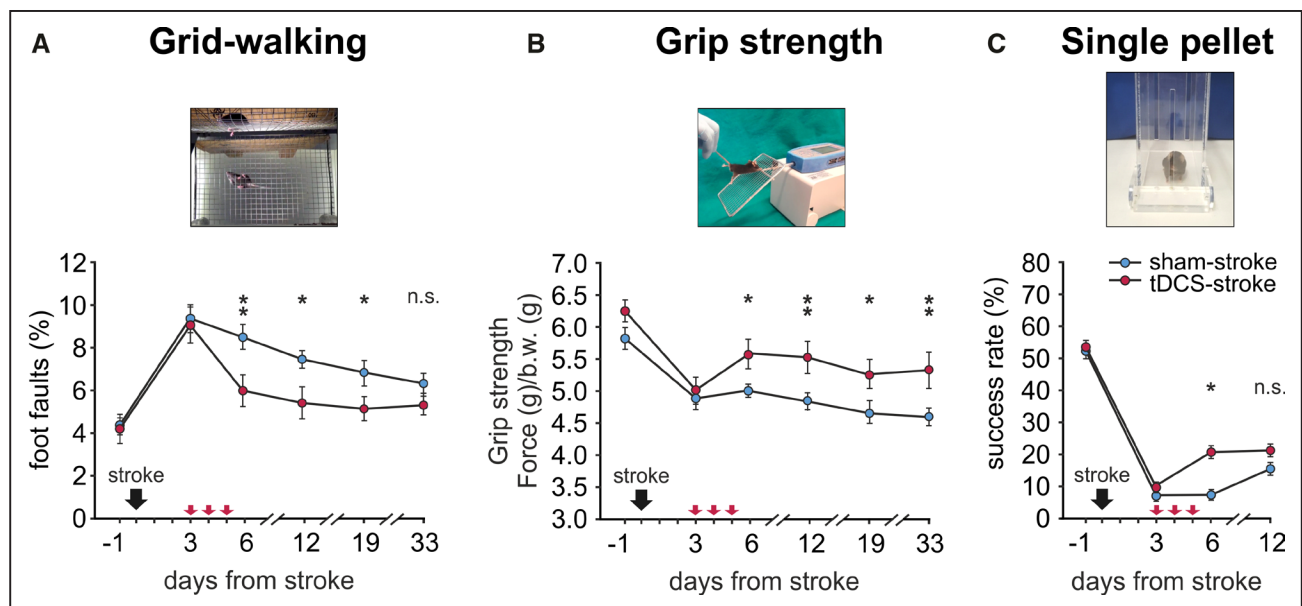 A Grid-walking
12
10
8
6
4
2
0
foot faults (%)
* *
*
*
n.s.
stroke
-1 3 6 12 19 33
days from stroke
B Grip strength
7.0
6.5
6.0
5.5
5.0
4.5
4.0
3.5
3.0
Grip strength
Force (g)/b.w. (g)
*
* *
*
* *
stroke
-1 3 6 12 19 33
days from stroke
C Single pellet
80
70
60
50
40
30
20
10
0
success rate (%)
sham-stroke
tDCS-stroke
*
n.s.
stroke
-1 3 6 12
days from stroke